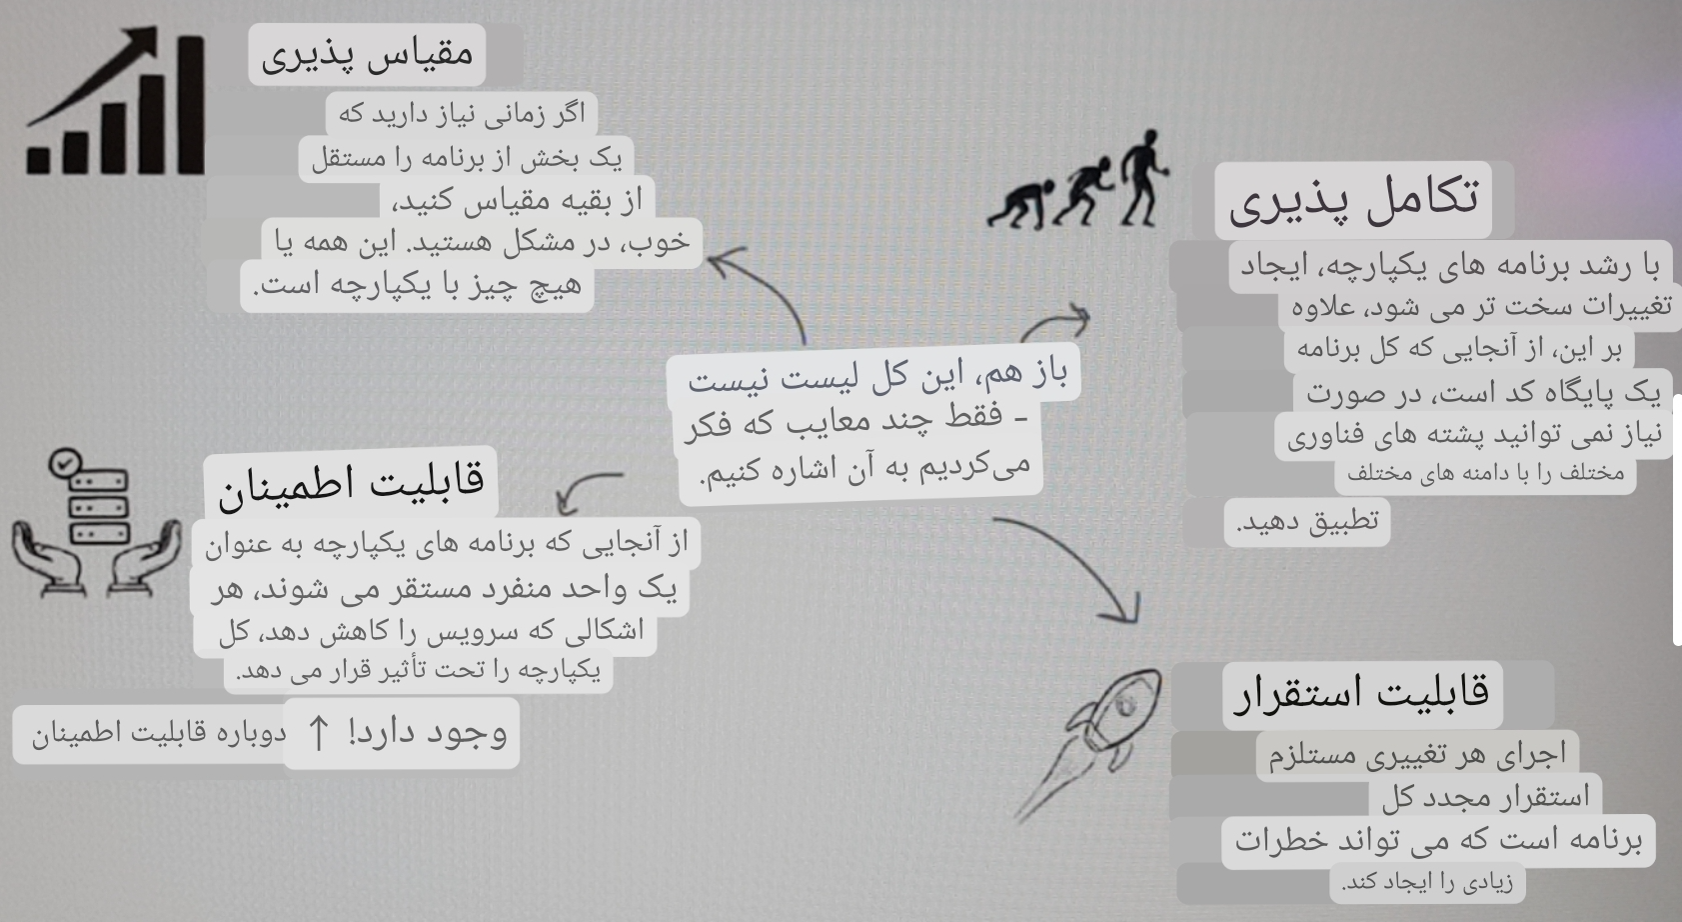 مقیاس پذیری
اگر زمانی نیاز دارید که
یک بخش از برنامه را مستقل
از بقیه مقیاس کنید،
خوب، در مشکل هستید. این همه یا
هیچ چیز با یکپارچه است.
تکامل پذیری
با رشد برنامه های یکپارچه، ایجاد
تغییرات سخت تر می شود، علاوه
بر این، از آنجایی که کل برنامه
یک پایگاه کد است، در صورت
نیاز نمی توانید پشته های فناوری
مختلف را با دامنه های مختلف
تطبیق دهید.
باز هم، این کل لیست نیست
- فقط چند معایب که فکر
می‌کردیم به آن اشاره کنیم.
قابلیت اطمینان
از آنجایی که برنامه های یکپارچه به عنوان
یک واحد منفرد مستقر می شوند، هر
اشکالی که سرویس را کاهش دهد، کل
یکپارچه را تحت تأثیر قرار می دهد.
وجود دارد! ↑ دوباره قابلیت اطمینان
قابلیت استقرار
اجرای هر تغییری مستلزم
استقرار مجدد کل
برنامه است که می تواند خطرات
زیادی را ایجاد کند.